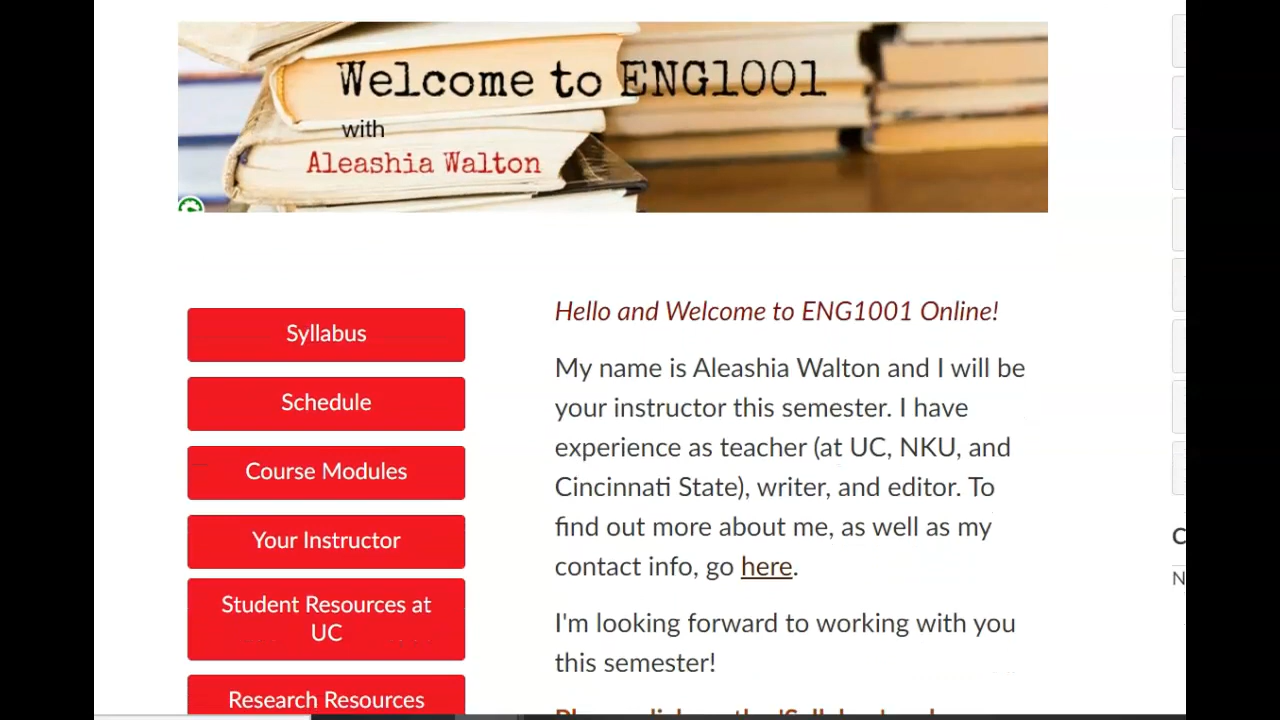 Welcome to ENG1001
with
Aleashia Walton
Syllabus
Schedule
Course Modules
Your Instructor
Student Resources at
UC
Research Resources
Hello and Welcome to ENG1001 Online!
My name is Aleashia Walton and I will be
your instructor this semester. I have
experience as teacher (at UC, NKU, and
Cincinnati State), writer, and editor. To
find out more about me, as well as my
contact info, go here.
I'm looking forward to working with you
this semester!
C
N